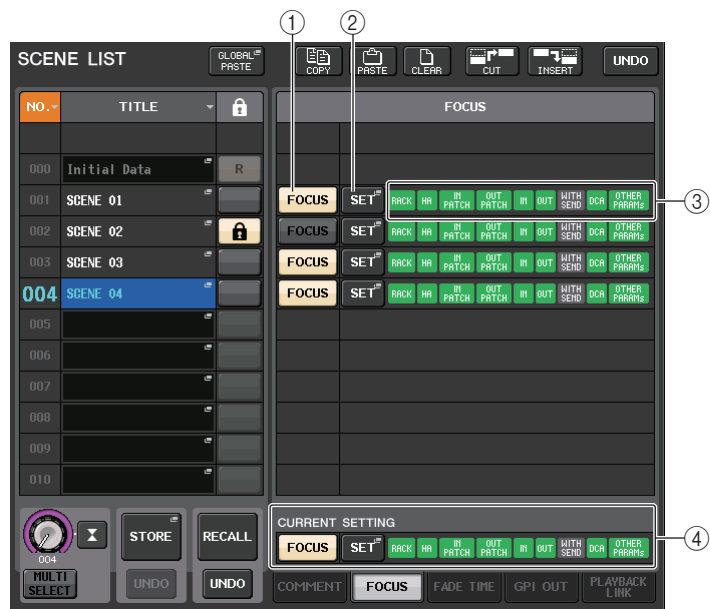 ① ②
SCENE LIST GLOBAL PASTE COPY PASTE CLEAR CUT INSERT UNDO
NO. TITLE FOCUS
000 Initial Data R
001 SCENE 01 FOCUS SET RACK HA IN PATCH OUT PATCH IN OUT WITH SEND DCA OTHER PARAMs ③
002 SCENE 02 FOCUS SET RACK HA IN PATCH OUT PATCH IN OUT WITH SEND DCA OTHER PARAMs
003 SCENE 03 FOCUS SET RACK HA IN PATCH OUT PATCH IN OUT WITH SEND DCA OTHER PARAMs
004 SCENE 04 FOCUS SET RACK HA IN PATCH OUT PATCH IN OUT WITH SEND DCA OTHER PARAMs
005
006
007
008
009
010
CURRENT SETTING
STORE RECALL FOCUS SET RACK HA IN PATCH OUT PATCH IN OUT WITH SEND DCA OTHER PARAMs ④
004
MULTI SELECT UNDO UNDO COMMENT FOCUS FADE TIME GPI OUT PLAYBACK LINK